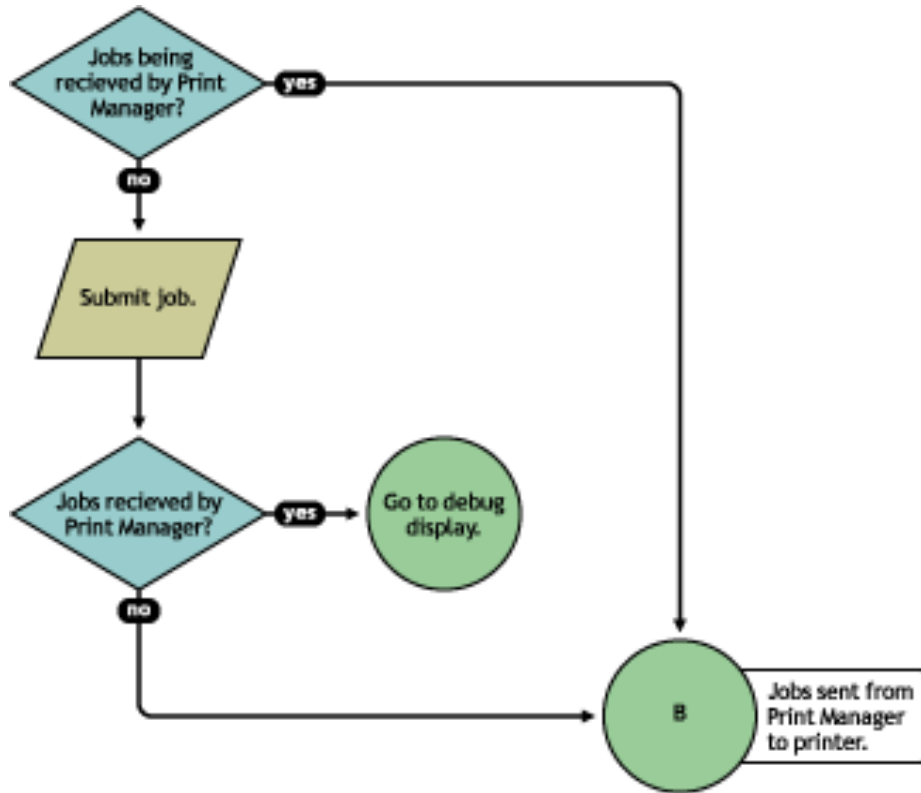 Jobs being
recieved by Print
Manager?
yes
no
Submit job.
Jobs recieved by
Print Manager?
yes
Go to debug
display.
no
B
Jobs sent from
Print Manager
to printer.